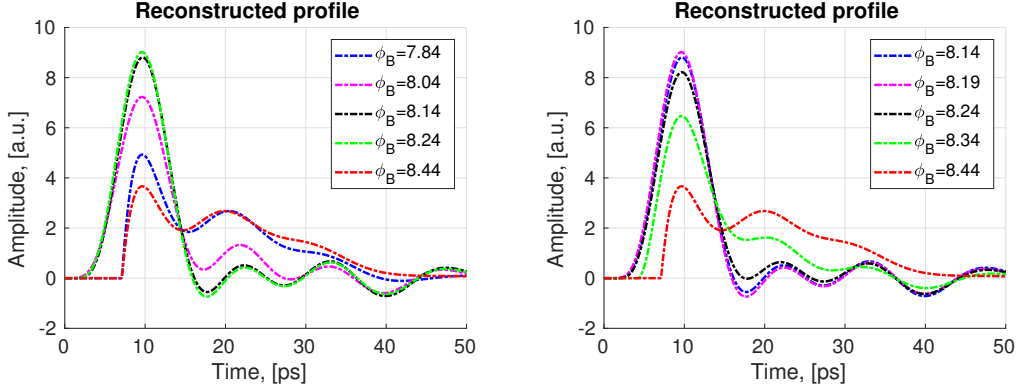 Reconstructed profile
10
8
6
4
2
0
-2
0 10 20 30 40 50
Time, [ps]
Amplitude, [a.u.]
ϕB=7.84
ϕB=8.04
ϕB=8.14
ϕB=8.24
ϕB=8.44
Reconstructed profile
10
8
6
4
2
0
-2
0 10 20 30 40 50
Time, [ps]
Amplitude, [a.u.]
ϕB=8.14
ϕB=8.19
ϕB=8.24
ϕB=8.34
ϕB=8.44